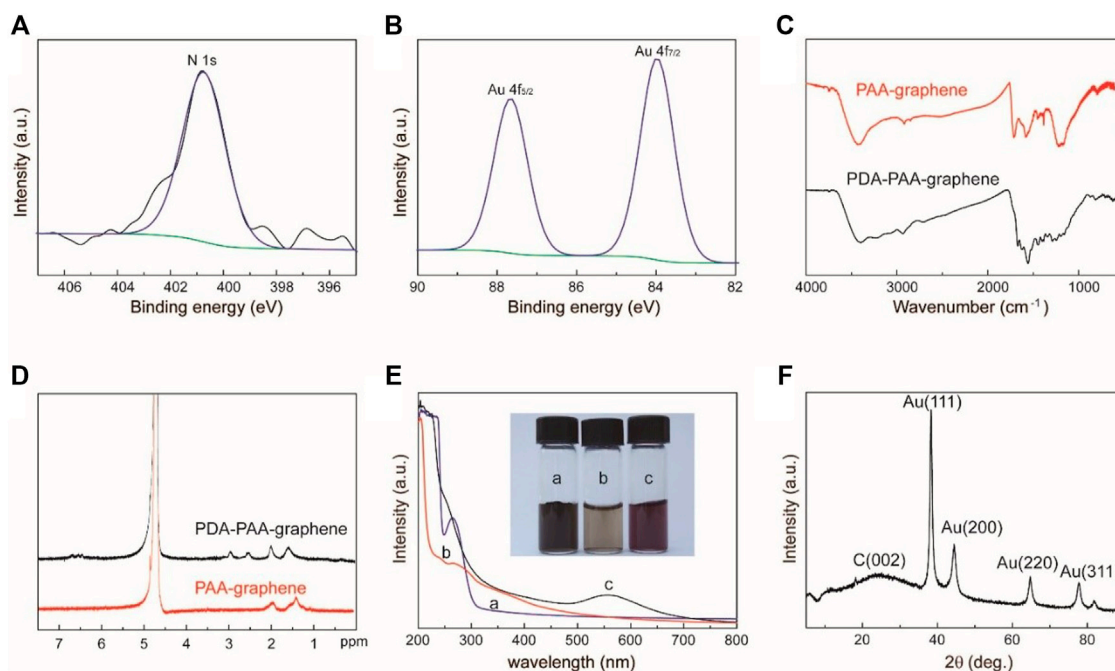 A
N 1s
Intensity (a.u.)
406 404 402 400 398 396
Binding energy (eV)
B
Au 4f5/2
Au 4f7/2
Intensity (a.u.)
90 88 86 84 82
Binding energy (eV)
C
PAA-graphene
PDA-PAA-graphene
Intensity (a.u.)
4000 3000 2000 1000
Wavenumber (cm-1)
D
PDA-PAA-graphene
PAA-graphene
Intensity (a.u.)
7 6 5 4 3 2 1 ppm
E
a b c
b
c
a
Intensity (a.u.)
200 300 400 500 600 700 800
wavelength (nm)
F
Au(111)
Au(200)
C(002)
Au(220)
Au(311)
Intensity (a.u.)
20 40 60 80
2θ (deg.)